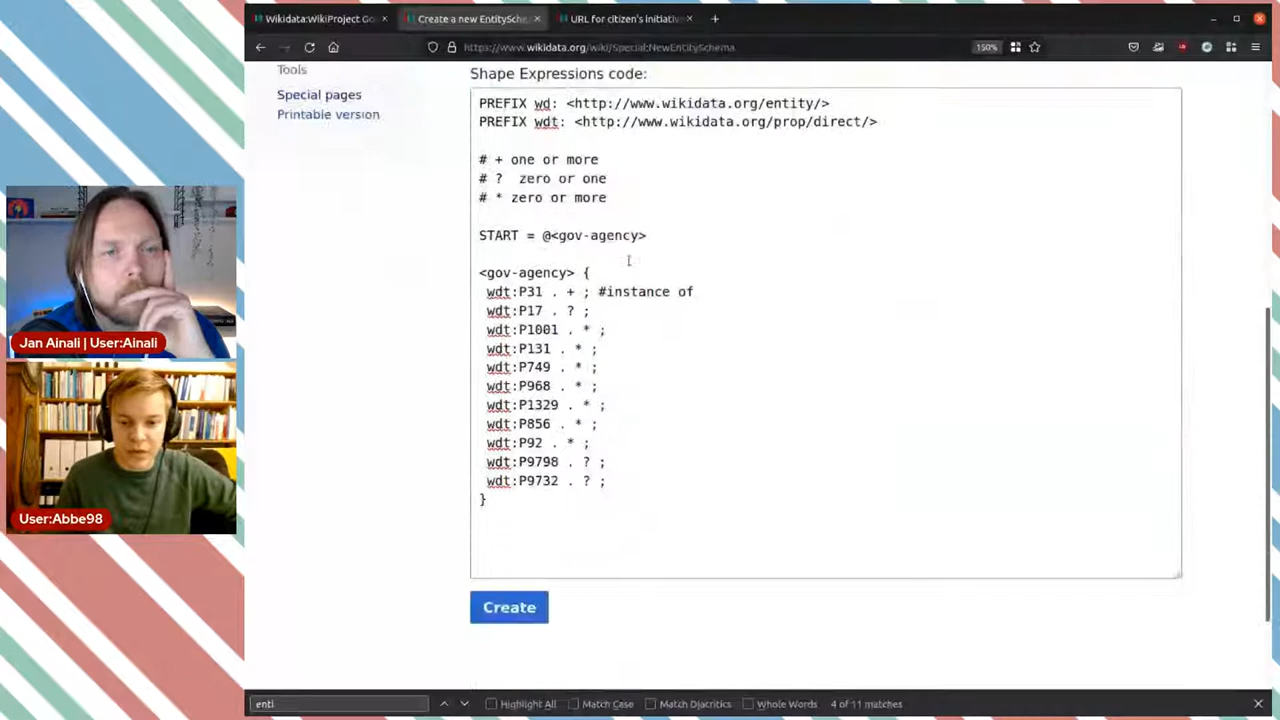 Wikidata:WikiProject Go
Create a new EntitySche
URL for citizen's initiative
https://www.wikidata.org/wiki/Special:NewEntitySchema
150%
Tools
Special pages
Printable version
Shape Expressions code:
PREFIX wd: <http://www.wikidata.org/entity/>
PREFIX wdt: <http://www.wikidata.org/prop/direct/>
# + one or more
# ?  zero or one
# * zero or more
START = @<gov-agency>
<gov-agency> {
wdt:P31 . + ; #instance of
wdt:P17 . ? ;
wdt:P1001 . * ;
wdt:P131 . * ;
wdt:P749 . * ;
wdt:P968 . * ;
wdt:P1329 . * ;
wdt:P856 . * ;
wdt:P92 . * ;
wdt:P9798 . ? ;
wdt:P9732 . ? ;
}
Create
Jan Ainali | User:Ainali
User:Abbe98
enti
Highlight All
Match Case
Match Diacritics
Whole Words
4 of 11 matches